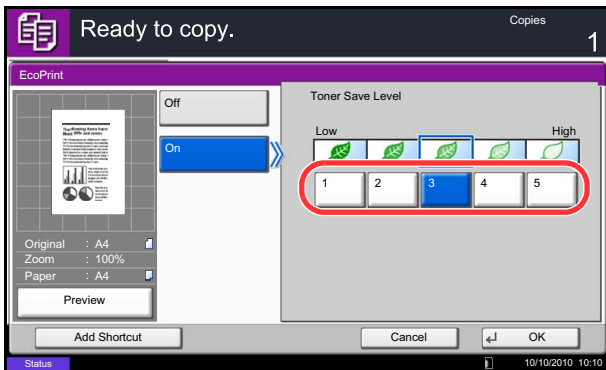 Ready to copy.
Copies
1
EcoPrint
Off
On
Toner Save Level
Low
High
1 2 3 4 5
Original : A4
Zoom : 100%
Paper : A4
Preview
Add Shortcut
Cancel
OK
Status
10/10/2010 10:10